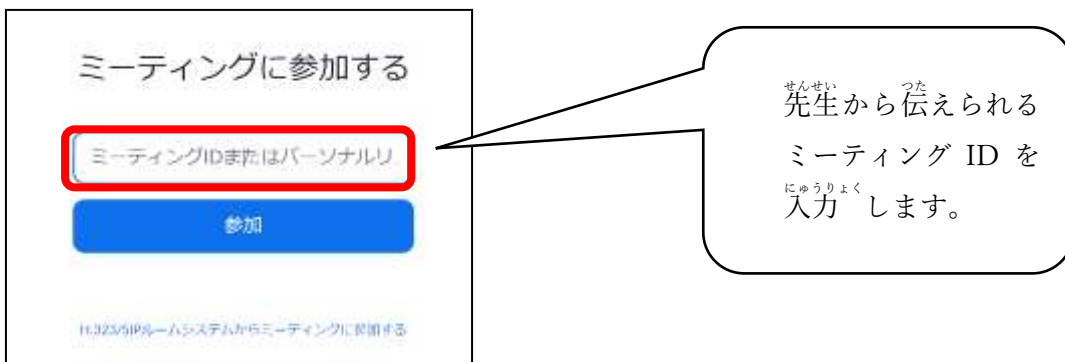 ミーティングに参加する
ミーティングIDまたはパーソナルリ
参加
H.323/SIPルームシステムからミーティングに参加する
せんせい つた
先生から伝えられる
ミーティング ID を
にゅうりょく
入力 します。